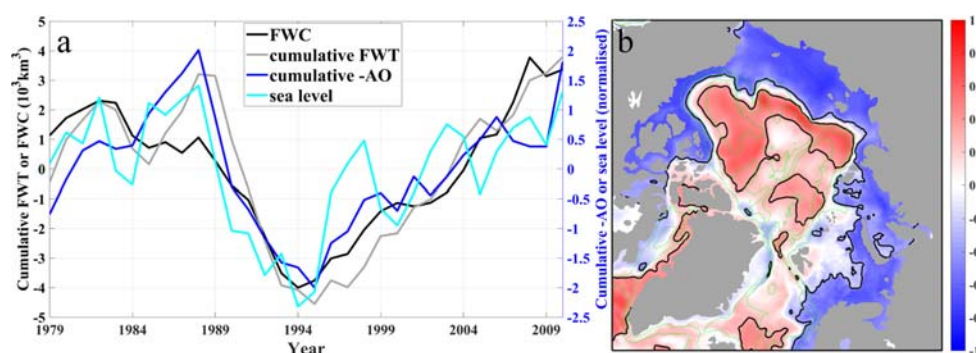 a
FWC
cumulative FWT
cumulative -AO
sea level
Cumulative FWT or FWC (10³km³)
5
4
3
2
1
0
-1
-2
-3
-4
-5
1979 1984 1989 1994 1999 2004 2009
Year
2.5
2
1.5
1
0.5
0
-0.5
-1
-1.5
-2
-2.5
Cumulative -AO or sea level (normalised)
b